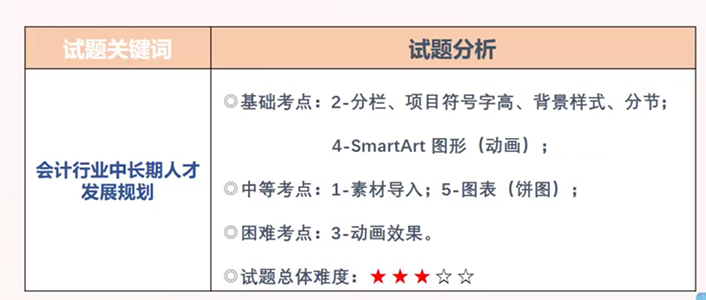 试题关键词 试题分析
◎基础考点：2-分栏、项目符号字高、背景样式、分节；
4-SmartArt 图形（动画）；
会计行业中长期人才
发展规划
◎中等考点：1-素材导入；5-图表（饼图）；
◎困难考点：3-动画效果。
◎试题总体难度：★★★☆☆